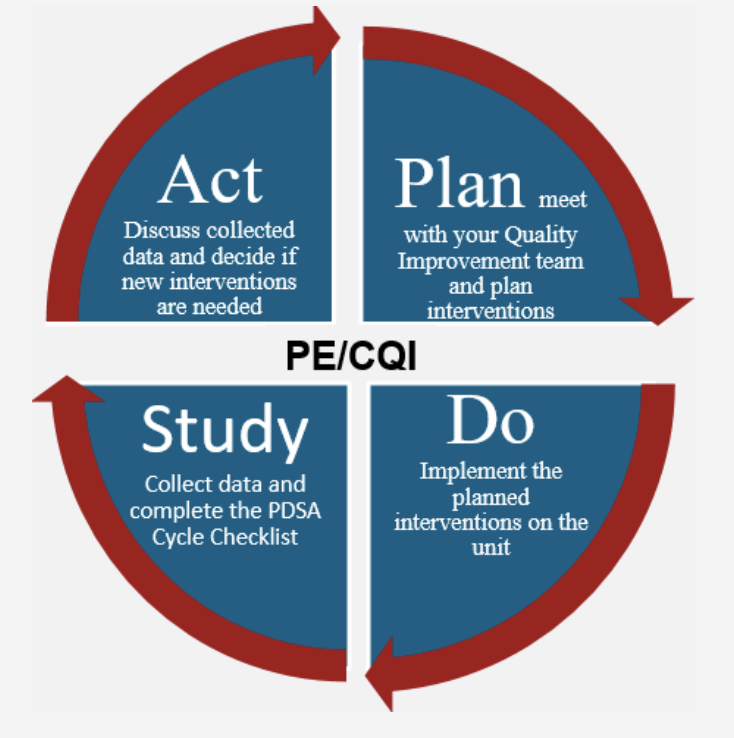 Act
Discuss collected
data and decide if
new interventions
are needed
Plan meet
with your Quality
Improvement team
and plan
interventions
PE/CQI
Study
Collect data and
complete the PDSA
Cycle Checklist
Do
Implement the
planned
interventions on the
unit